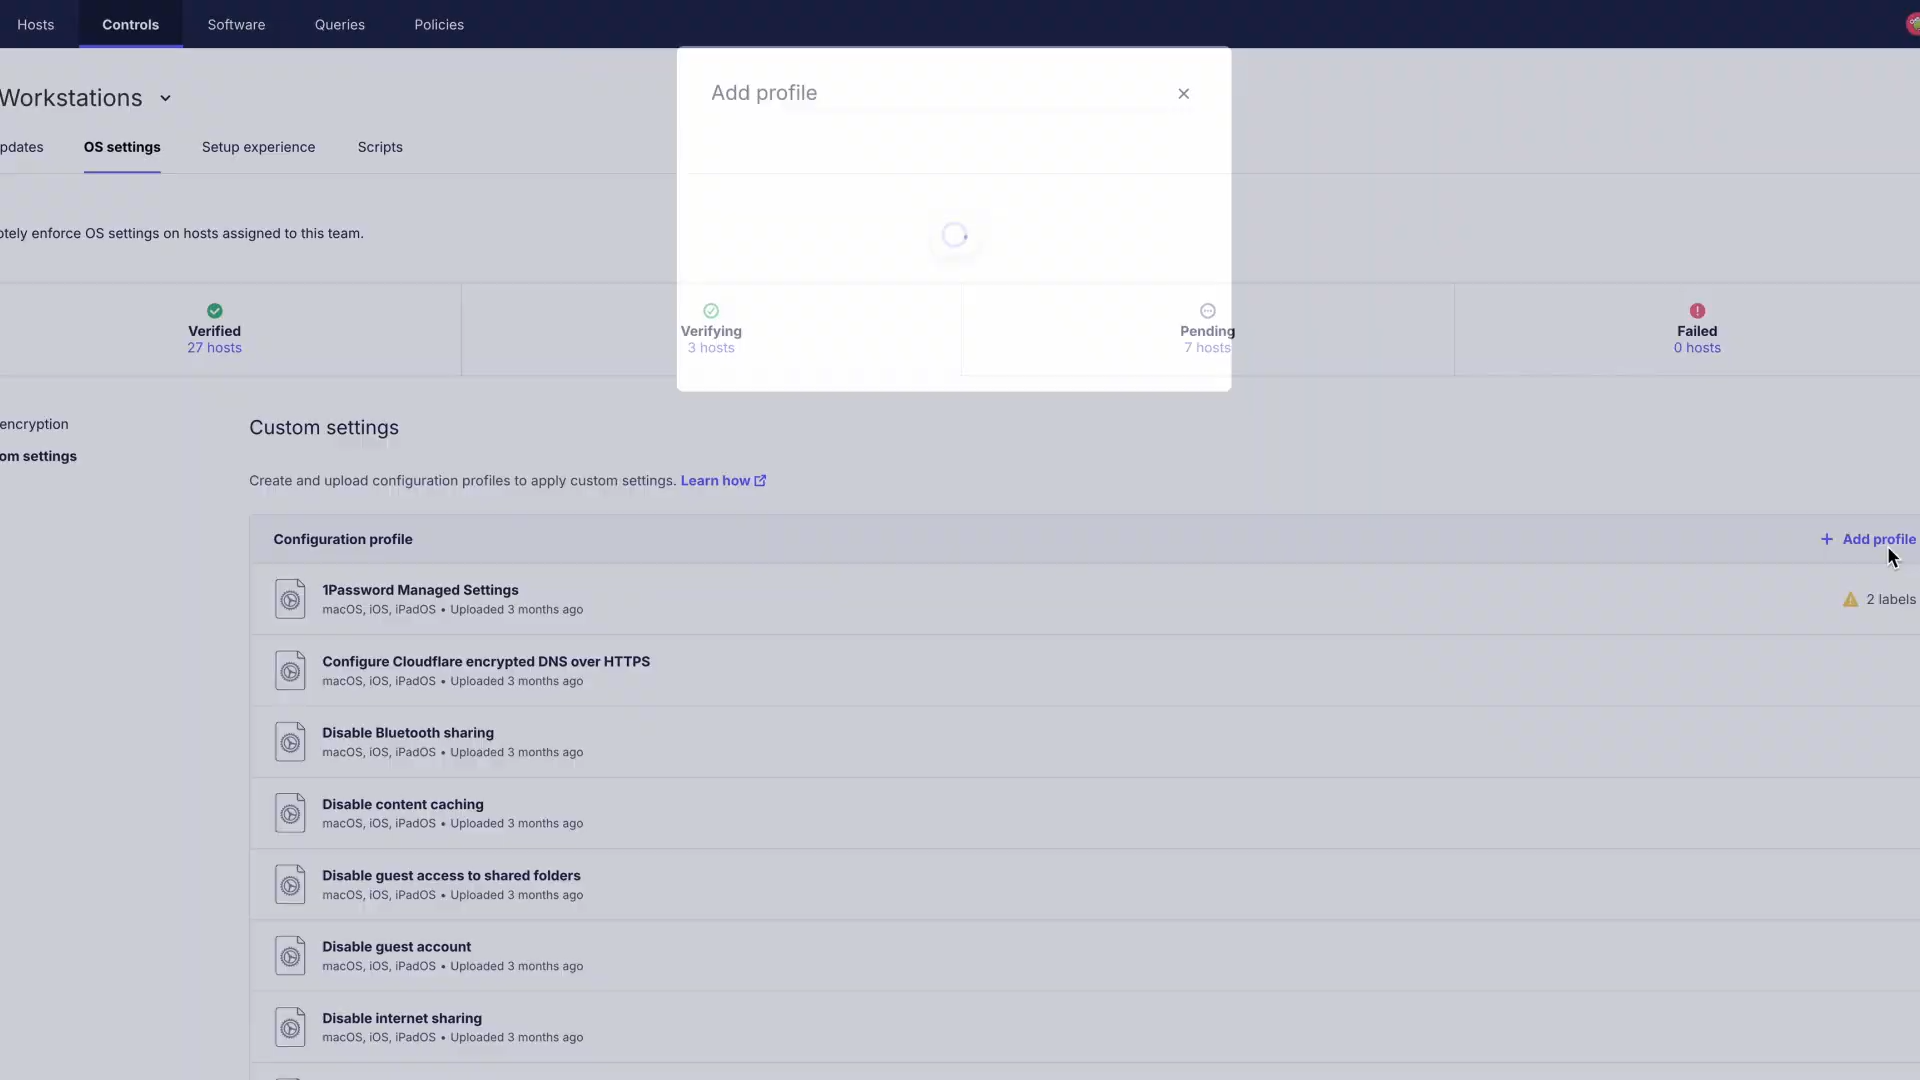 Hosts Controls Software Queries Policies
Add profile
Workstations
pdates OS settings Setup experience Scripts
otely enforce OS settings on hosts assigned to this team.
Verified Verifying Pending Failed
27 hosts 3 hosts 7 hosts 0 hosts
encryption
Custom settings
om settings
Create and upload configuration profiles to apply custom settings. Learn how
Configuration profile + Add profile
1Password Managed Settings
macOS, iOS, iPadOS • Uploaded 3 months ago
2 labels
Configure Cloudflare encrypted DNS over HTTPS
macOS, iOS, iPadOS • Uploaded 3 months ago
Disable Bluetooth sharing
macOS, iOS, iPadOS • Uploaded 3 months ago
Disable content caching
macOS, iOS, iPadOS • Uploaded 3 months ago
Disable guest access to shared folders
macOS, iOS, iPadOS • Uploaded 3 months ago
Disable guest account
macOS, iOS, iPadOS • Uploaded 3 months ago
Disable internet sharing
macOS, iOS, iPadOS • Uploaded 3 months ago